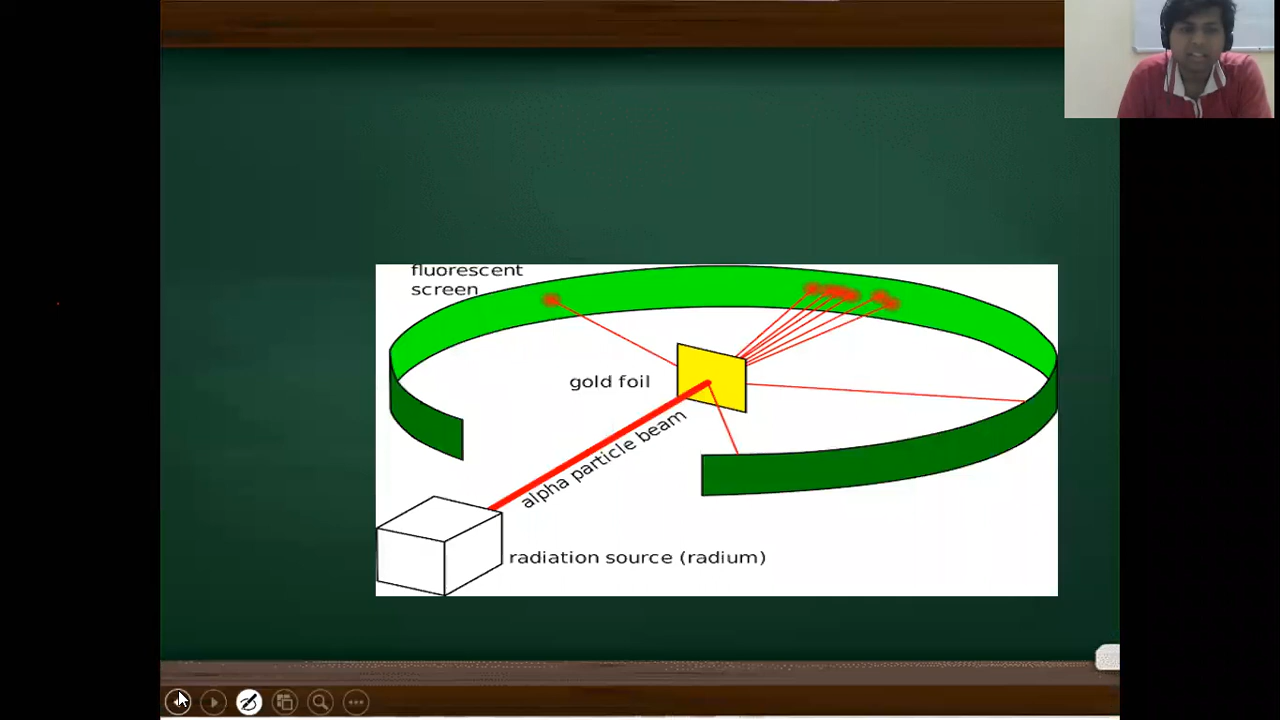 fluorescent
screen
gold foil
alpha particle beam
radiation source (radium)